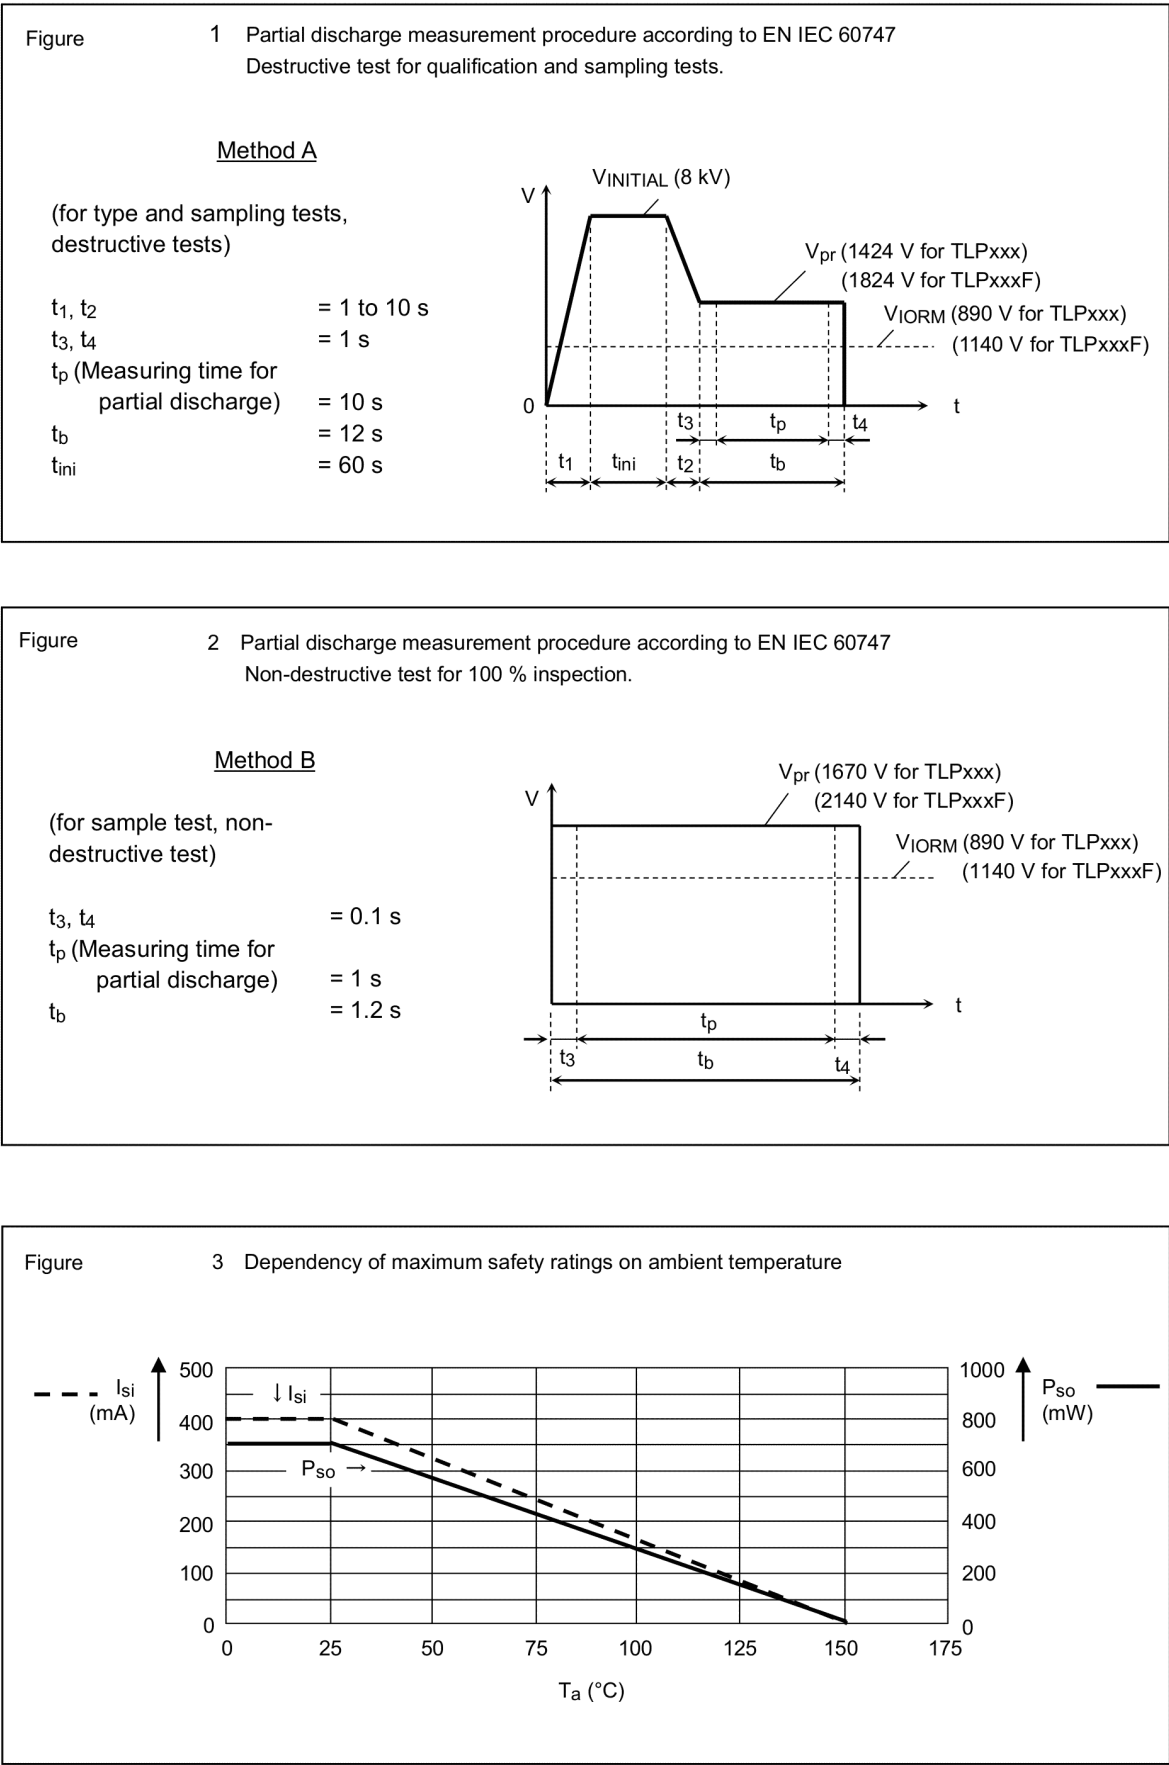 Figure 1 Partial discharge measurement procedure according to EN IEC 60747
Destructive test for qualification and sampling tests.
Method A
(for type and sampling tests,
destructive tests)
t1, t2 = 1 to 10 s
t3, t4 = 1 s
tp (Measuring time for
partial discharge) = 10 s
tb = 12 s
tini = 60 s
V
VINITIAL (8 kV)
Vpr (1424 V for TLPxxx)
(1824 V for TLPxxxF)
VIORM (890 V for TLPxxx)
(1140 V for TLPxxxF)
0
t
t3 tp t4
t1 tini t2 tb
Figure 2 Partial discharge measurement procedure according to EN IEC 60747
Non-destructive test for 100 % inspection.
Method B
(for sample test, non-
destructive test)
t3, t4 = 0.1 s
tp (Measuring time for
partial discharge) = 1 s
tb = 1.2 s
Vpr (1670 V for TLPxxx)
V
(2140 V for TLPxxxF)
VIORM (890 V for TLPxxx)
(1140 V for TLPxxxF)
t
tp
t3 tb t4
Figure 3 Dependency of maximum safety ratings on ambient temperature
Isi
(mA)
500
400
300
200
100
0
↓ Isi
Pso →
1000
800
600
400
200
0
Pso
(mW)
0 25 50 75 100 125 150 175
Ta (°C)